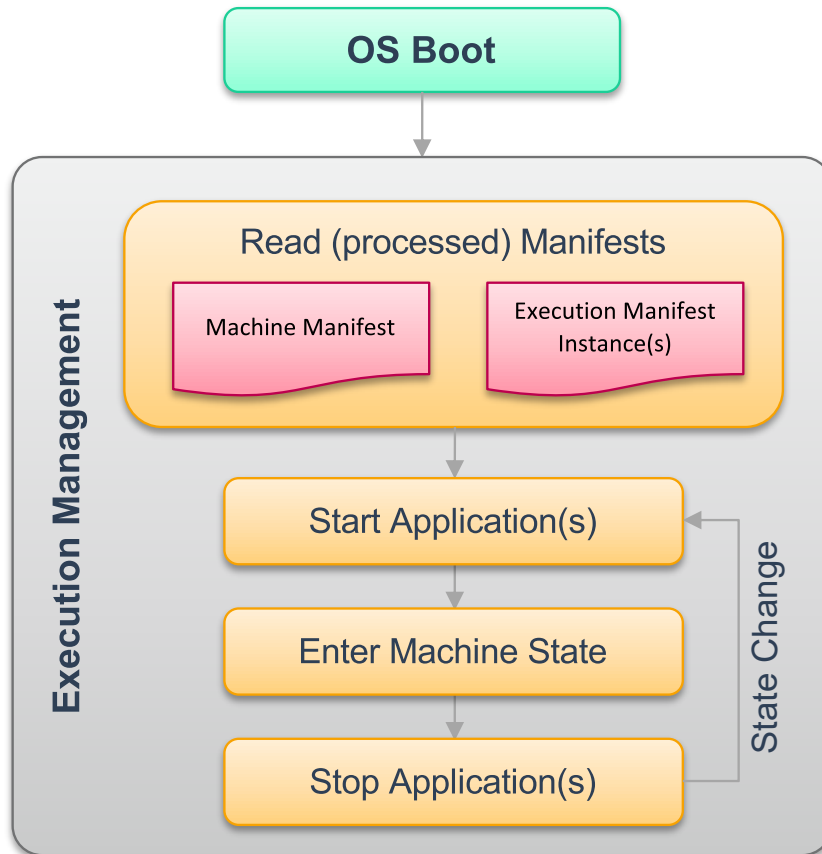 OS Boot
Execution Management
Read (processed) Manifests
Machine Manifest
Execution Manifest
Instance(s)
Start Application(s)
Enter Machine State
Stop Application(s)
State Change